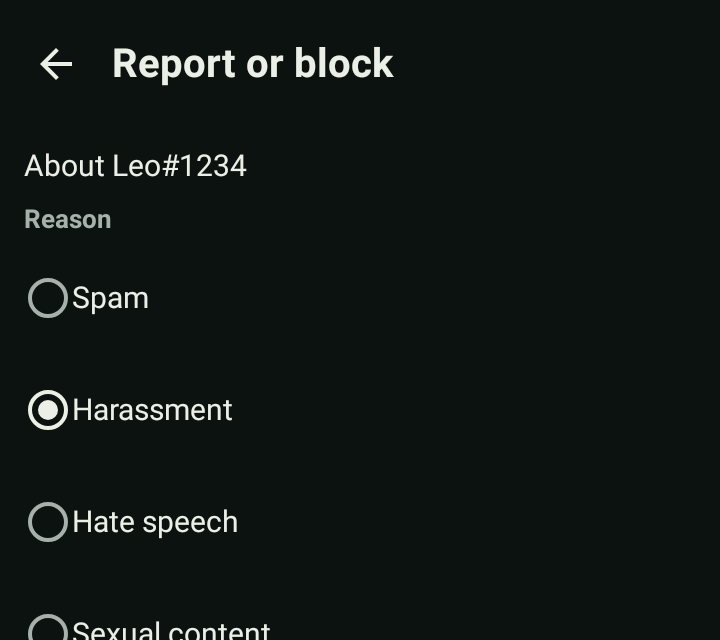 Report or block
About Leo#1234
Reason
Spam
Harassment
Hate speech
Sexual content